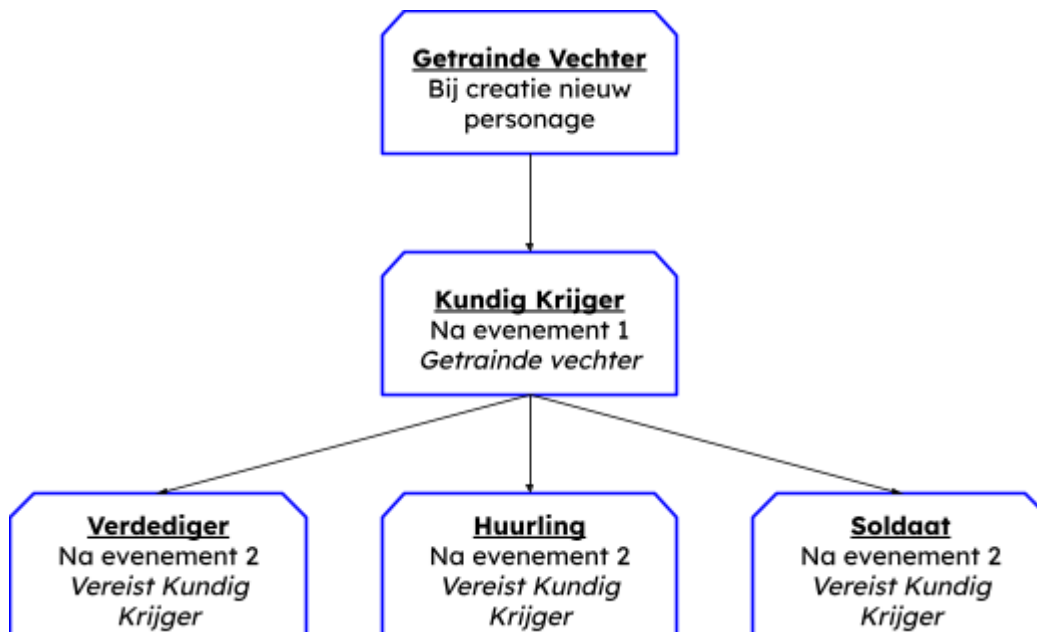 Getrainde Vechter
Bij creatie nieuw
personage
Kundig Krijger
Na evenement 1
Getrainde vechter
Verdediger
Na evenement 2
Vereist Kundig
Krijger
Huurling
Na evenement 2
Vereist Kundig
Krijger
Soldaat
Na evenement 2
Vereist Kundig
Krijger